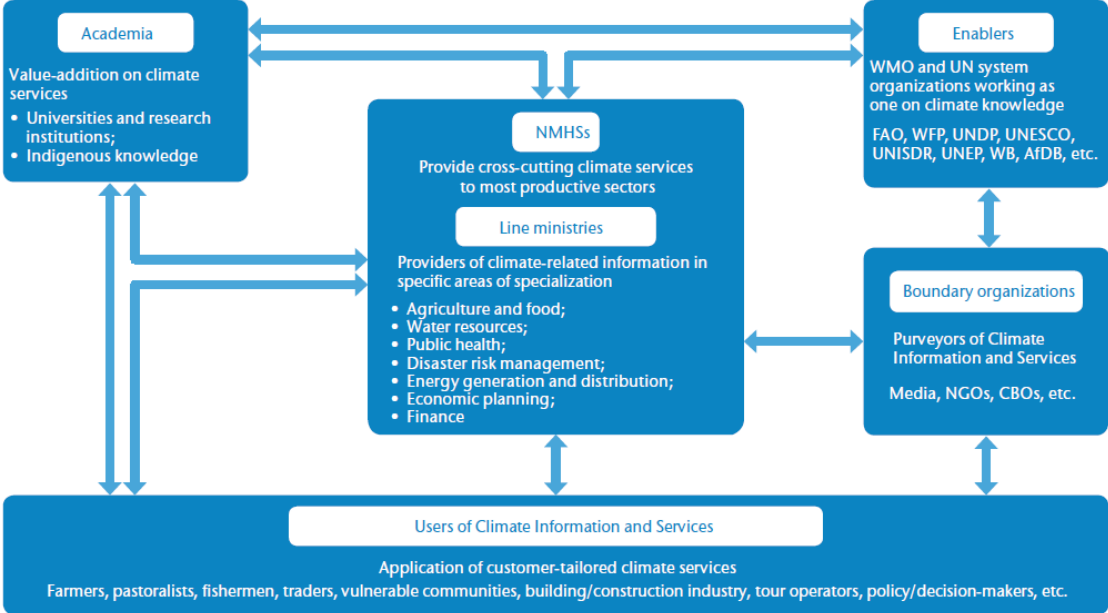 Academia
Value-addition on climate
services
• Universities and research
institutions;
• Indigenous knowledge
Enablers
WMO and UN system
organizations working as
one on climate knowledge
FAO, WFP, UNDP, UNESCO,
UNISDR, UNEP, WB, AfDB, etc.
NMHSs
Provide cross-cutting climate services
to most productive sectors
Line ministries
Providers of climate-related information in
specific areas of specialization
• Agriculture and food;
• Water resources;
• Public health;
• Disaster risk management;
• Energy generation and distribution;
• Economic planning;
• Finance
Boundary organizations
Purveyors of Climate
Information and Services
Media, NGOs, CBOs, etc.
Users of Climate Information and Services
Application of customer-tailored climate services
Farmers, pastoralists, fishermen, traders, vulnerable communities, building/construction industry, tour operators, policy/decision-makers, etc.